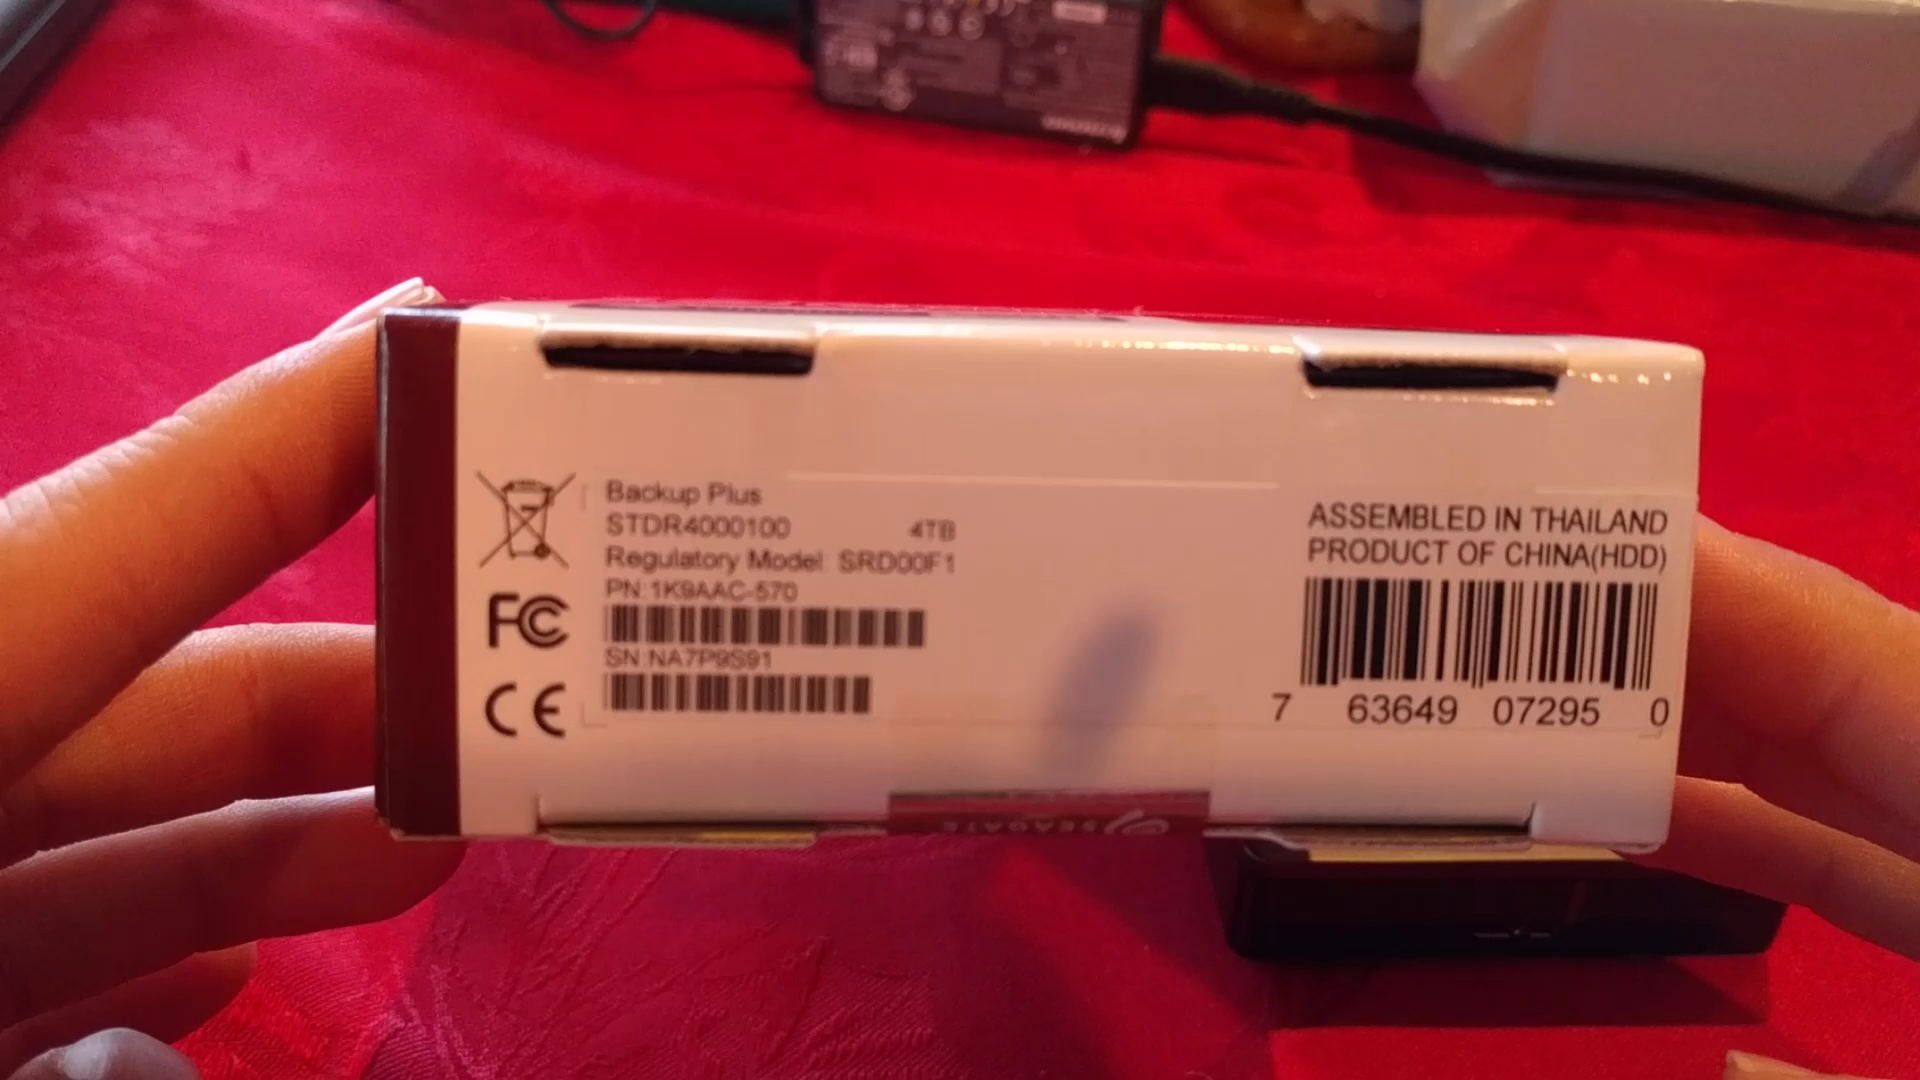 Backup Plus
STDR4000100 4TB
Regulatory Model: SRD00F1
PN:1K9AAC-570
SN:NA7P9S91
FC
CE
ASSEMBLED IN THAILAND
PRODUCT OF CHINA(HDD)
7 63649 07295 0
SEAGATE